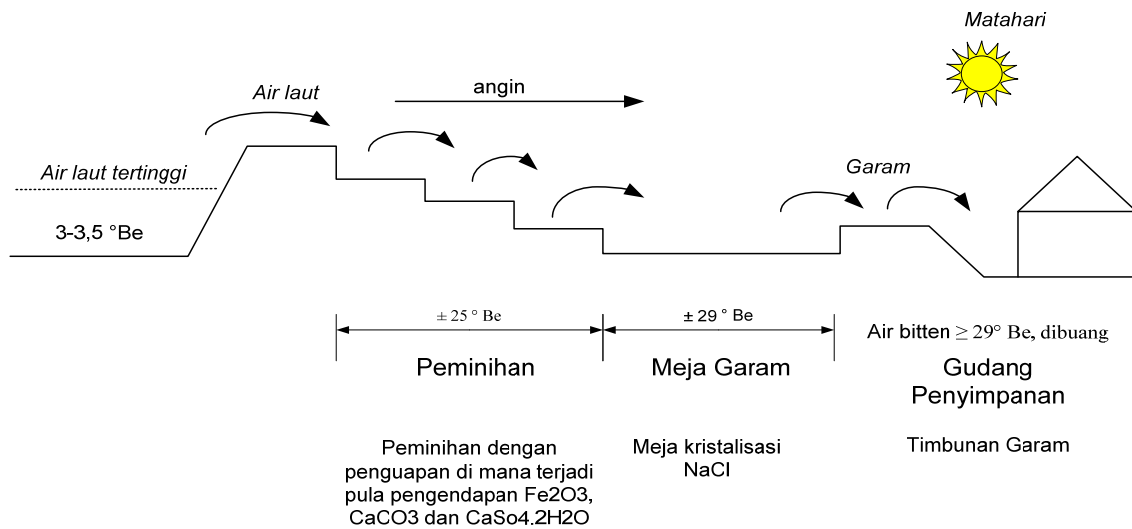 Matahari
Air laut
angin
Air laut tertinggi
Garam
3-3,5 °Be
± 25 ° Be
± 29 ° Be
Air bitten ≥ 29° Be, dibuang
Peminihan
Meja Garam
Gudang
Penyimpanan
Peminihan dengan
penguapan di mana terjadi
pula pengendapan Fe2O3,
CaCO3 dan CaSo4.2H2O
Meja kristalisasi
NaCl
Timbunan Garam